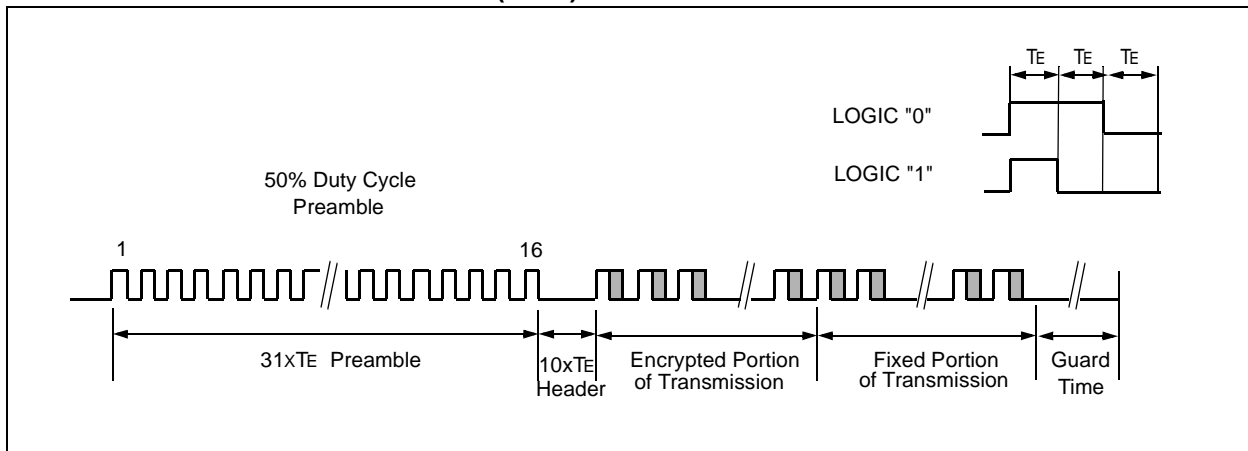 TE TE TE
LOGIC "0"
LOGIC "1"
50% Duty Cycle
Preamble
1
16
31XTE Preamble
10xTE
Header
Encrypted Portion
of Transmission
Fixed Portion
of Transmission
Guard
Time